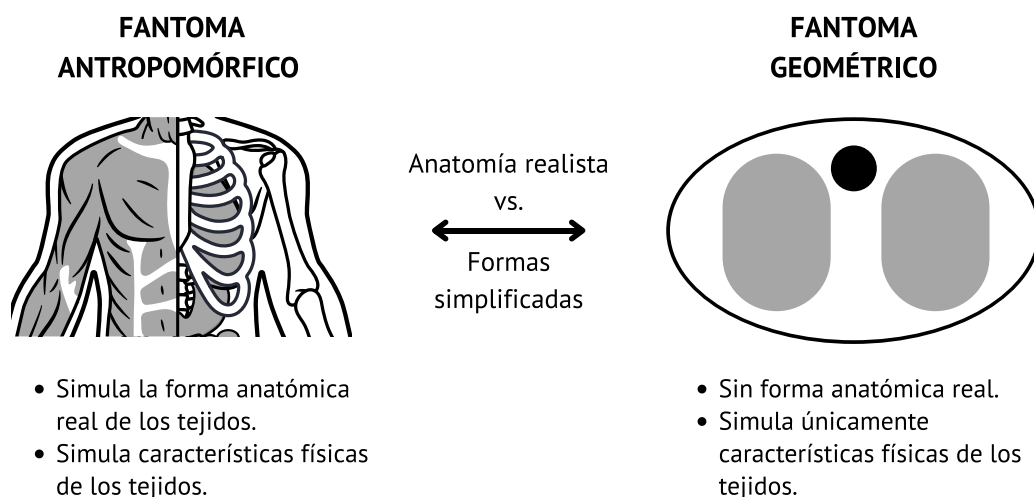 FANTOMA
ANTROPOMÓRFICO
FANTOMA
GEOMÉTRICO
Anatomía realista
vs.
Formas
simplificadas
• Simula la forma anatómica
real de los tejidos.
• Simula características físicas
de los tejidos.
• Sin forma anatómica real.
• Simula únicamente
características físicas de los
tejidos.